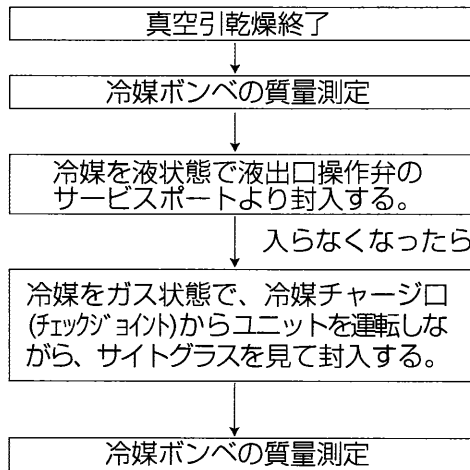 真空引乾燥終了
冷媒ボンベの質量測定
冷媒を液状態で液出口操作弁の
サービスポートより封入する。
入らなくなったら
冷媒をガス状態で、冷媒チャージ口
(ﾁｪｯｸｼﾞｮｲﾝﾄ)からユニットを運転しな
がら、サイトグラスを見て封入する。
冷媒ボンベの質量測定